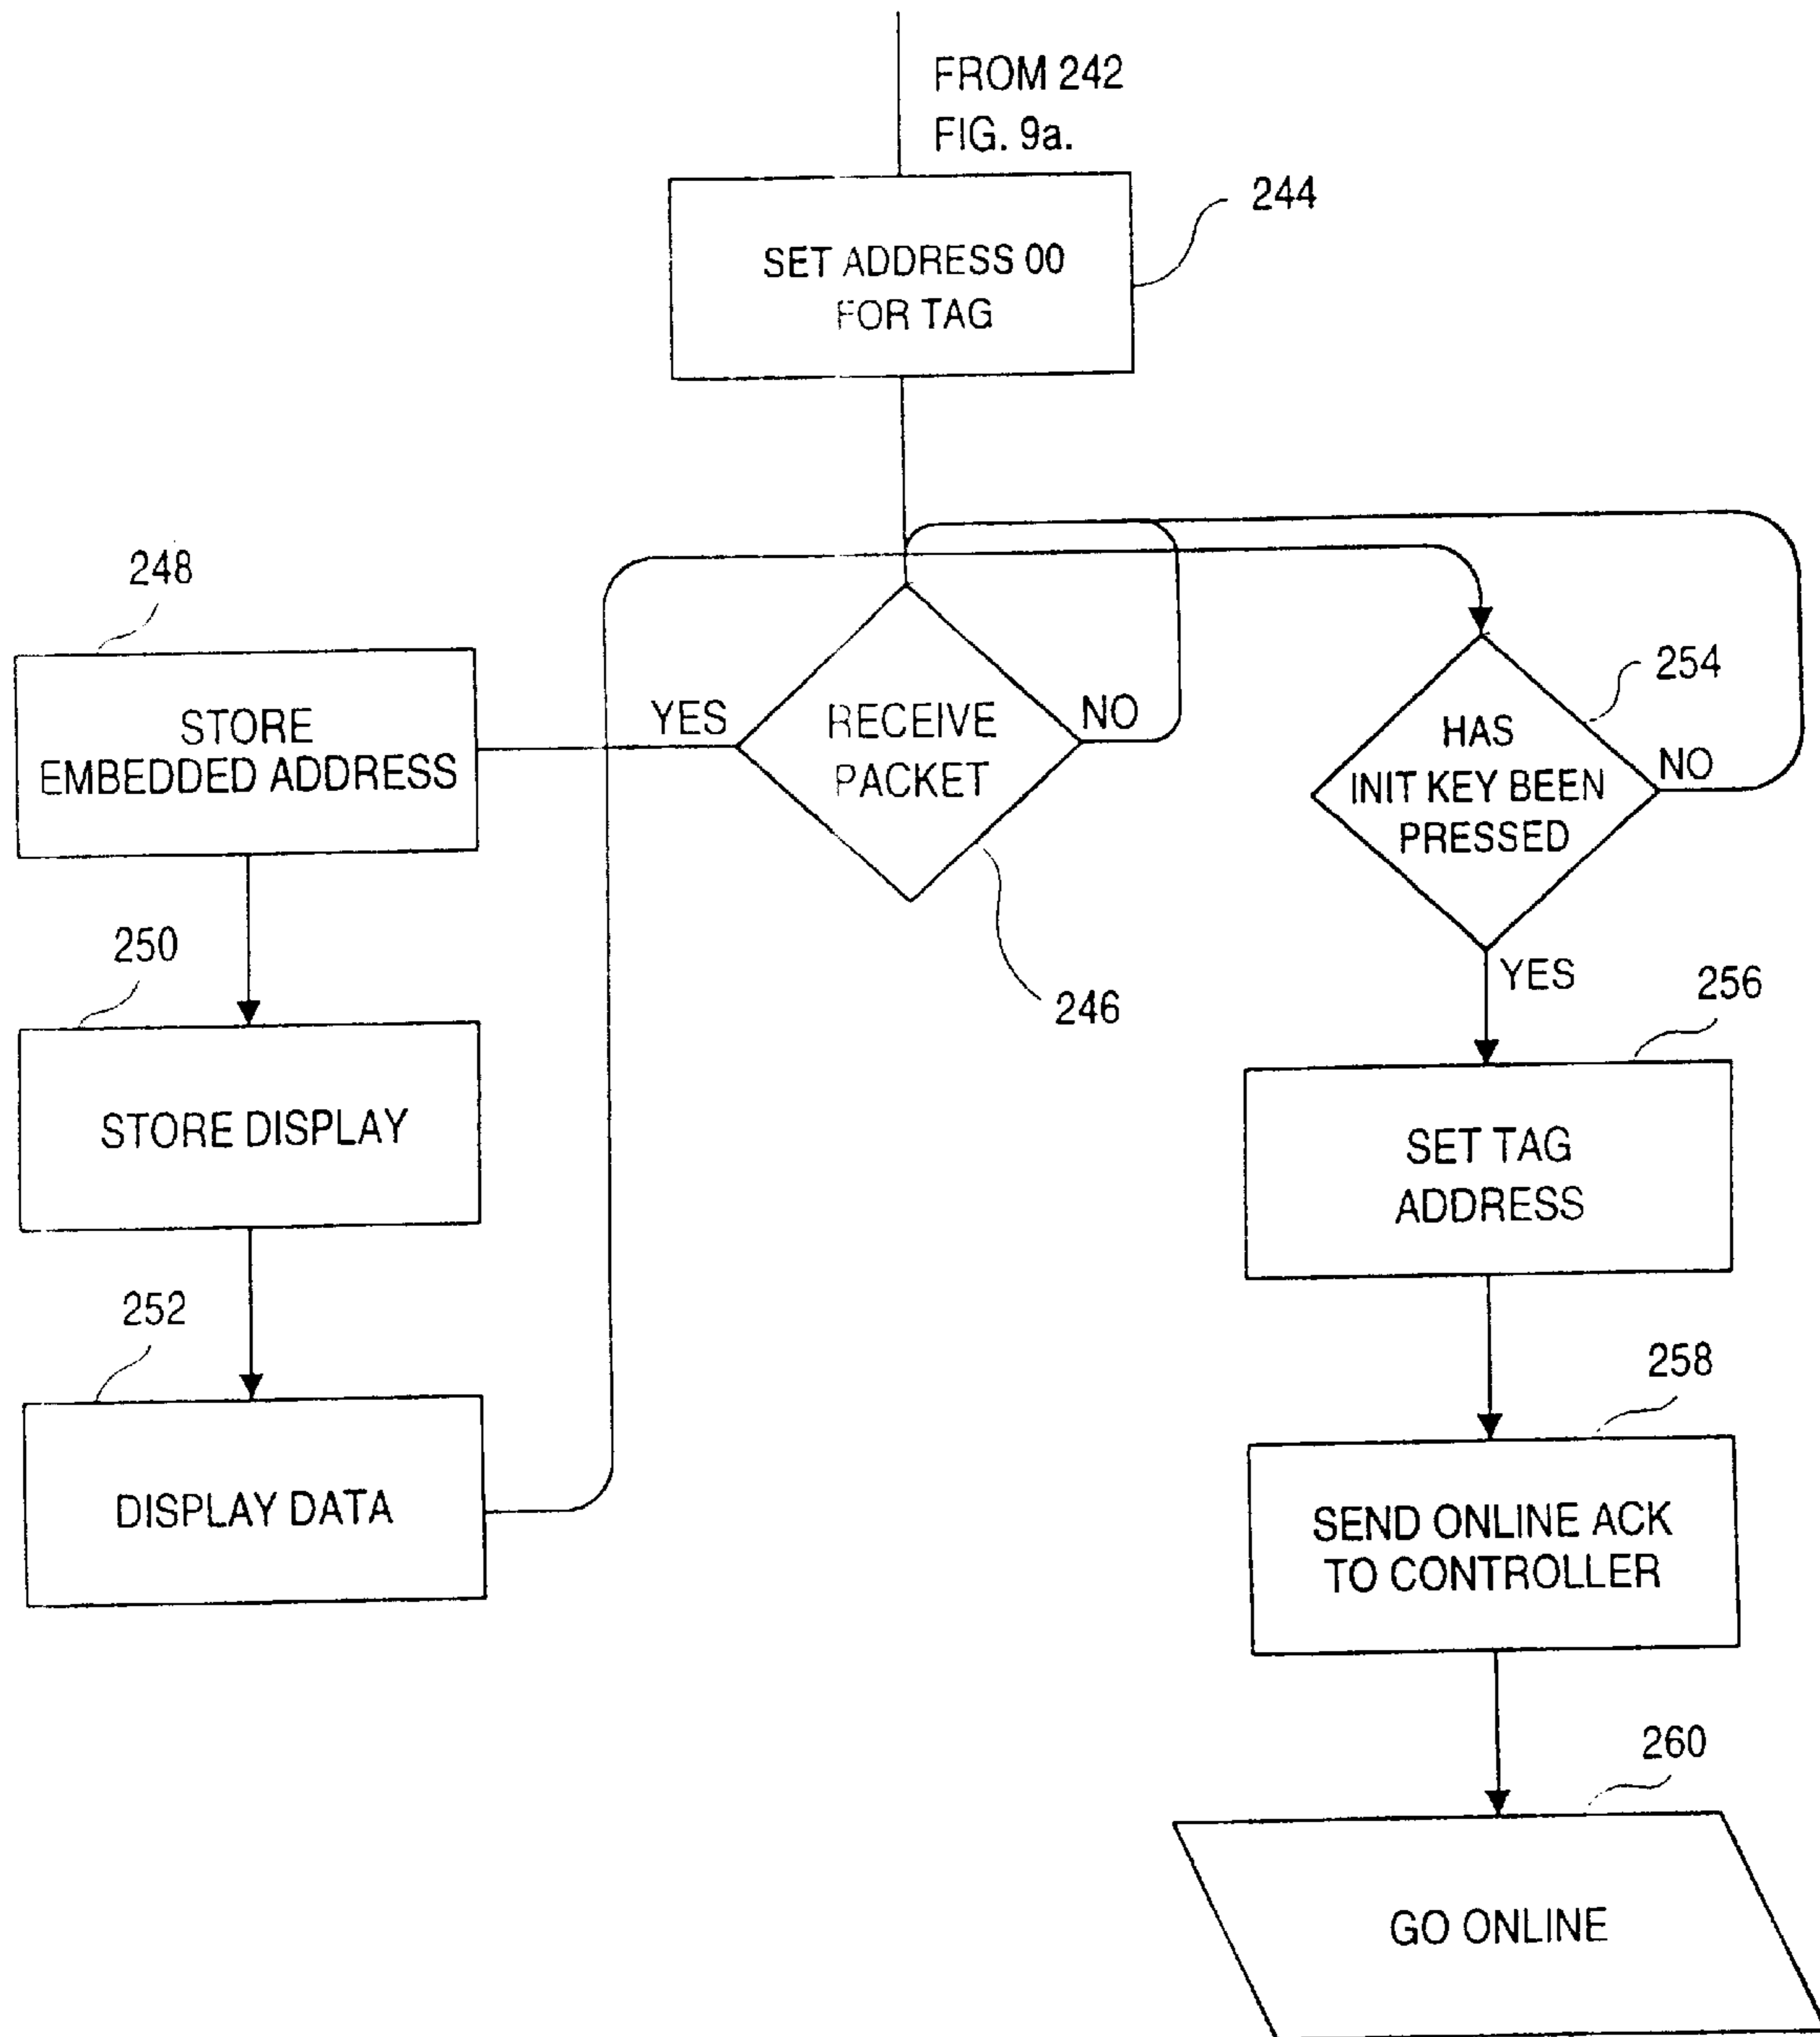 FROM 242
FIG. 9a.
244
SET ADDRESS 00
FOR TAG
248
STORE
EMBEDDED ADDRESS
YES
RECEIVE
PACKET
NO
246
254
HAS
INIT KEY BEEN
PRESSED
NO
YES
250
STORE DISPLAY
256
SET TAG
ADDRESS
252
DISPLAY DATA
258
SEND ONLINE ACK
TO CONTROLLER
260
GO ONLINE